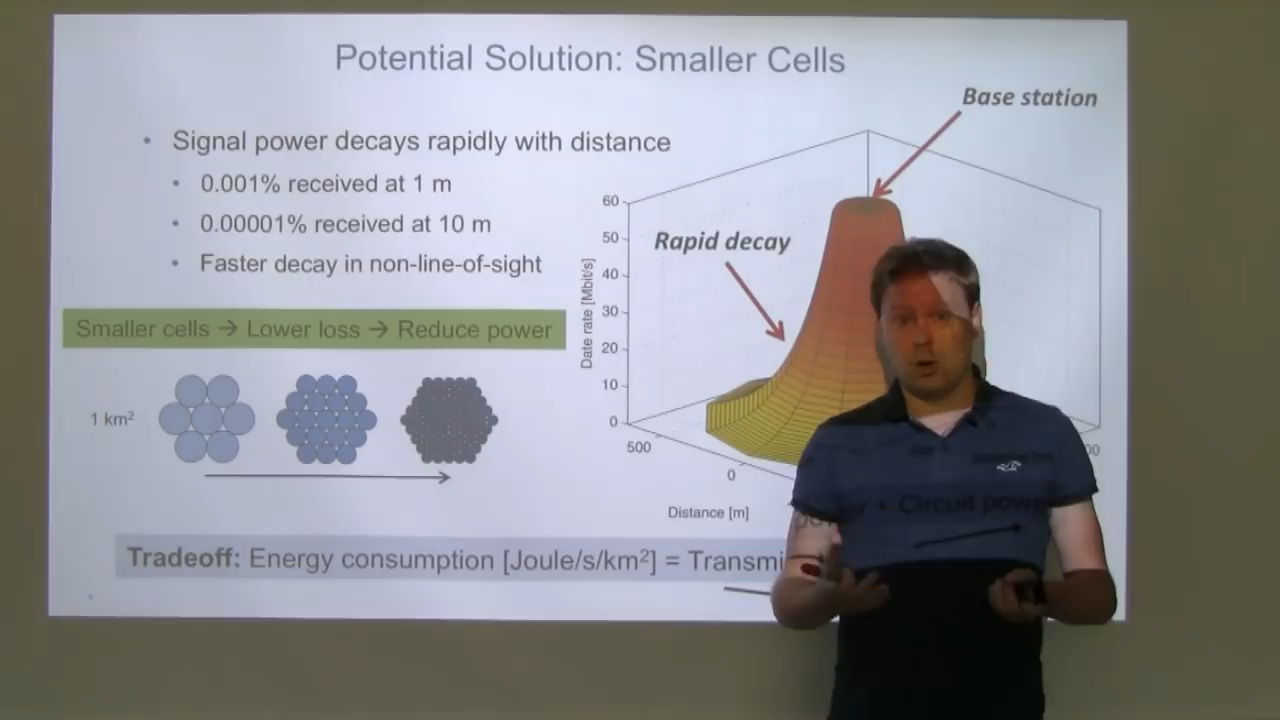 Potential Solution: Smaller Cells
• Signal power decays rapidly with distance
• 0.001% received at 1 m
• 0.00001% received at 10 m
• Faster decay in non-line-of-sight
Smaller cells → Lower loss → Reduce power
1 km²
Base station
Rapid decay
Date rate [Mbit/s]
60
50
40
30
20
10
0
500
0
Distance [m]
Tradeoff: Energy consumption [Joule/s/km²] = Transmi
Circuit power